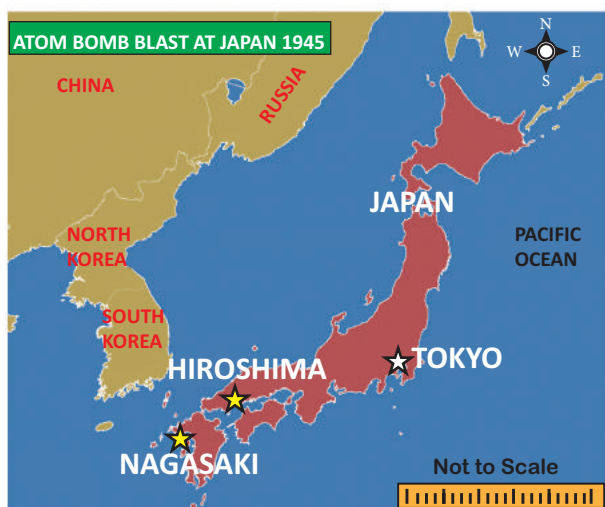 ATOM BOMB BLAST AT JAPAN 1945
N
W E
S
CHINA
RUSSIA
JAPAN
NORTH
KOREA
PACIFIC
OCEAN
SOUTH
KOREA
TOKYO
HIROSHIMA
NAGASAKI
Not to Scale